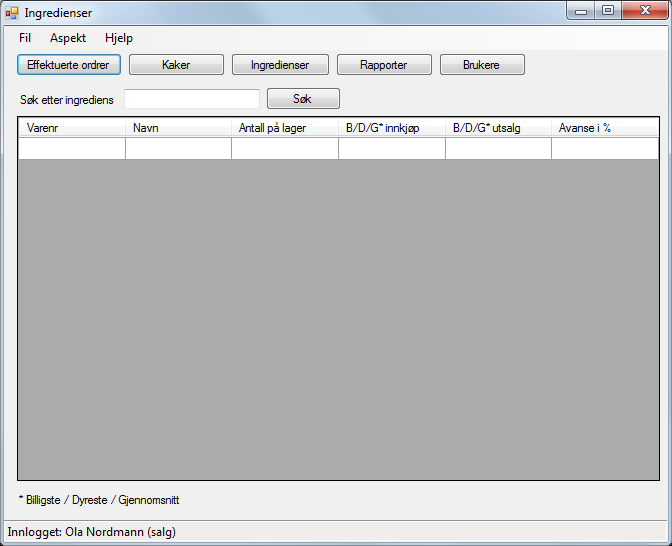 Ingredienser
Fil Aspekt Hjelp
Effektuerte ordrer Kaker Ingredienser Rapporter Brukere
Søk etter ingrediens Søk
Varenr Navn Antall på lager B/D/G* innkjøp B/D/G* utsalg Avanse i %
* Billigste / Dyreste / Gjennomsnitt
Innlogget: Ola Nordmann (salg)